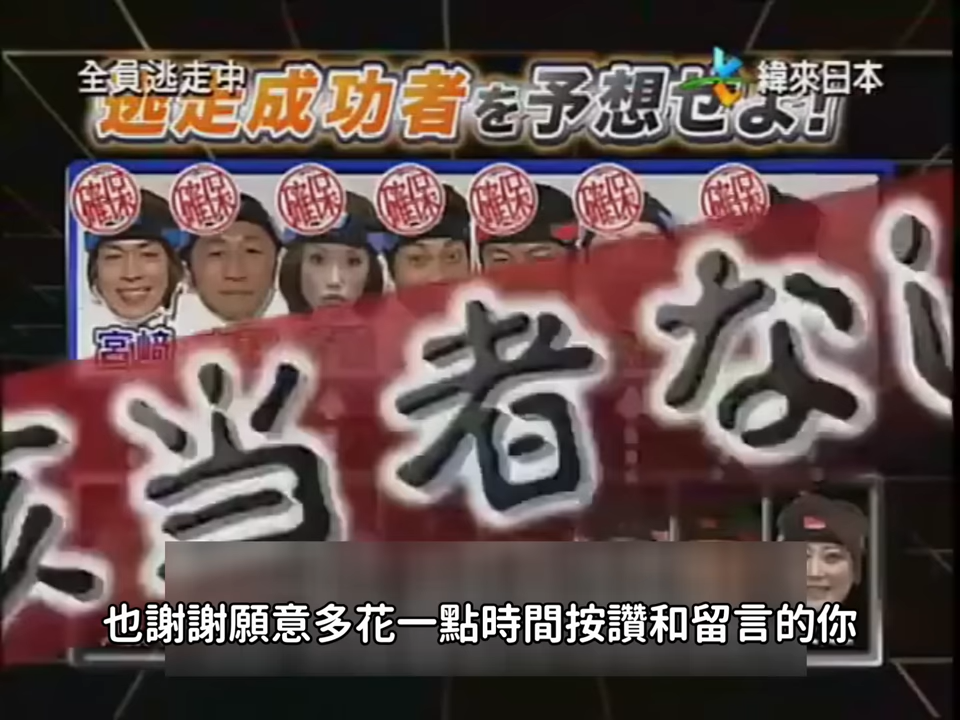 全員逃走中
緯來日本
逃走成功者を予想せよ!
確保 確保 確保 確保 確保 確保 確保
宮﨑
当者なし
也謝謝願意多花一點時間按讚和留言的你